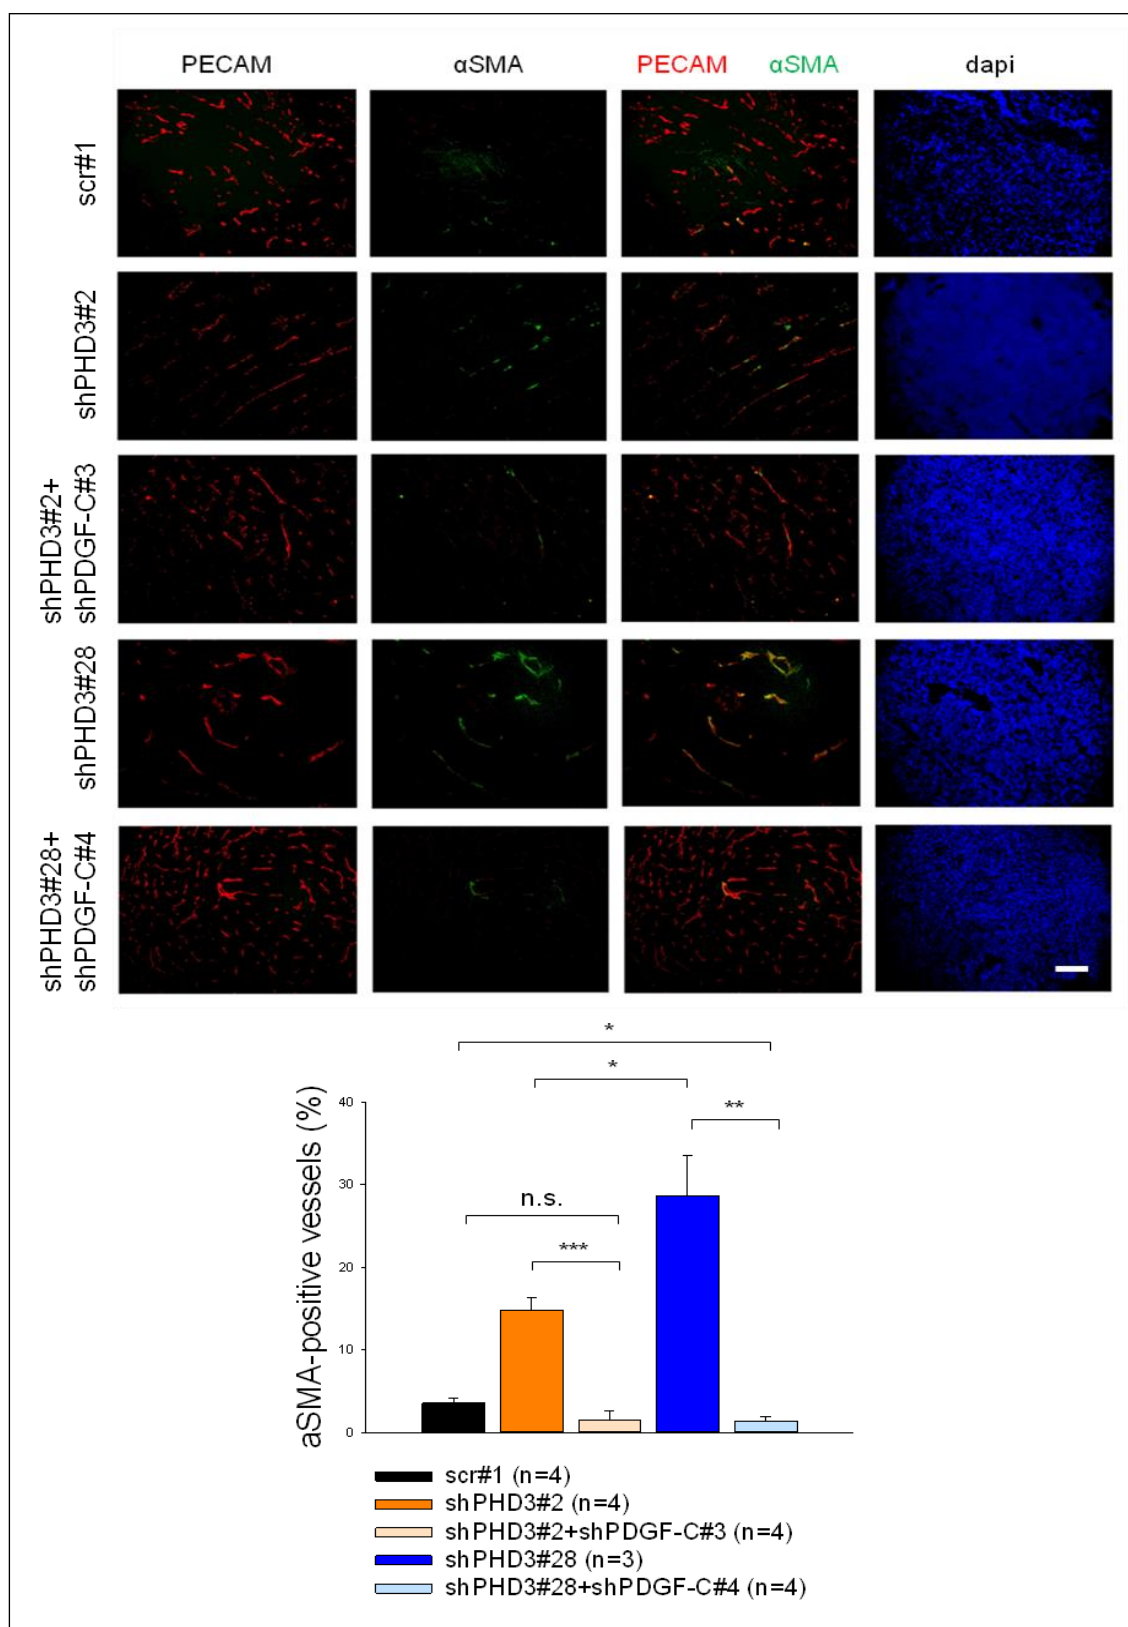 PECAM αSMA PECAM αSMA dapi
scr#1
shPHD3#2
shPHD3#2+
shPDGF-C#3
shPHD3#28
shPHD3#28+
shPDGF-C#4
*
*
**
n.s.
***
aSMA-positive vessels (%)
40
30
20
10
0
scr#1 (n=4)
shPHD3#2 (n=4)
shPHD3#2+shPDGF-C#3 (n=4)
shPHD3#28 (n=3)
shPHD3#28+shPDGF-C#4 (n=4)